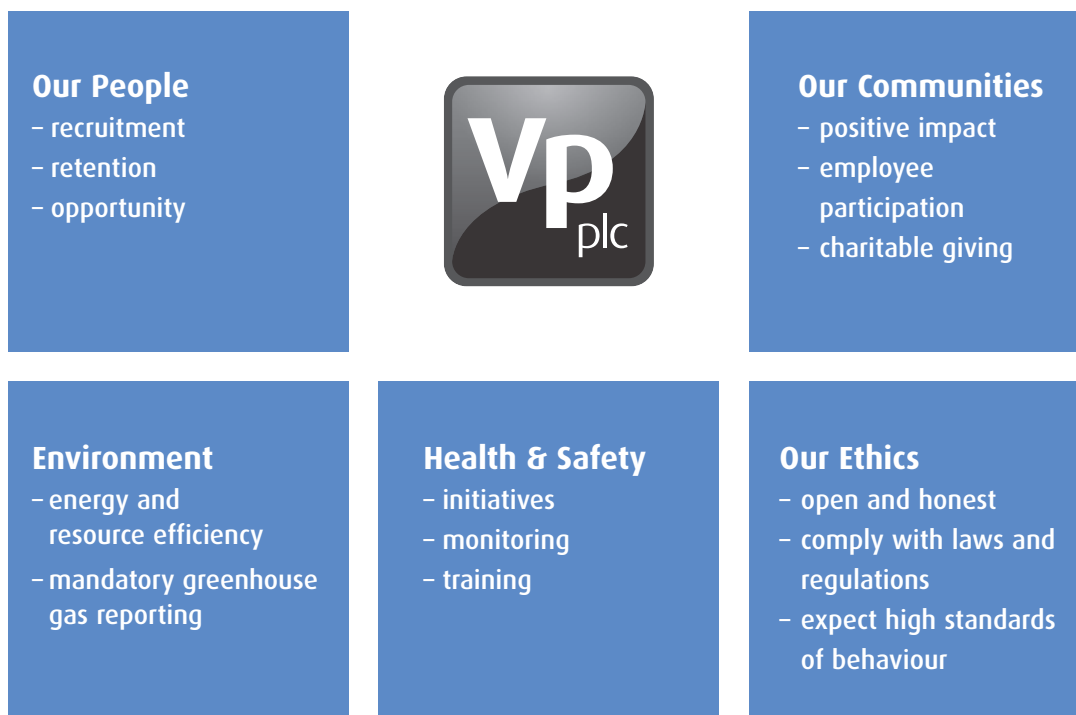 Our People
– recruitment
– retention
– opportunity
Vp
plc
Our Communities
– positive impact
– employee
participation
– charitable giving
Environment
– energy and
resource efficiency
– mandatory greenhouse
gas reporting
Health & Safety
– initiatives
– monitoring
– training
Our Ethics
– open and honest
– comply with laws and
regulations
– expect high standards
of behaviour